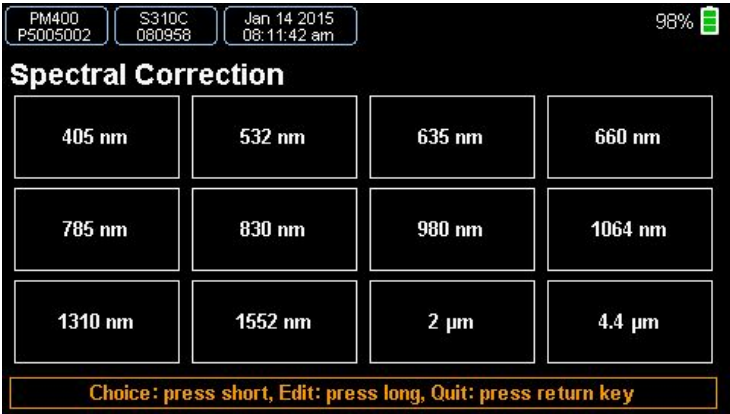 PM400
P5005002
S310C
080958
Jan 14 2015
08:11:42 am
98%
Spectral Correction
405 nm
532 nm
635 nm
660 nm
785 nm
830 nm
980 nm
1064 nm
1310 nm
1552 nm
2 µm
4.4 µm
Choice: press short, Edit: press long, Quit: press return key